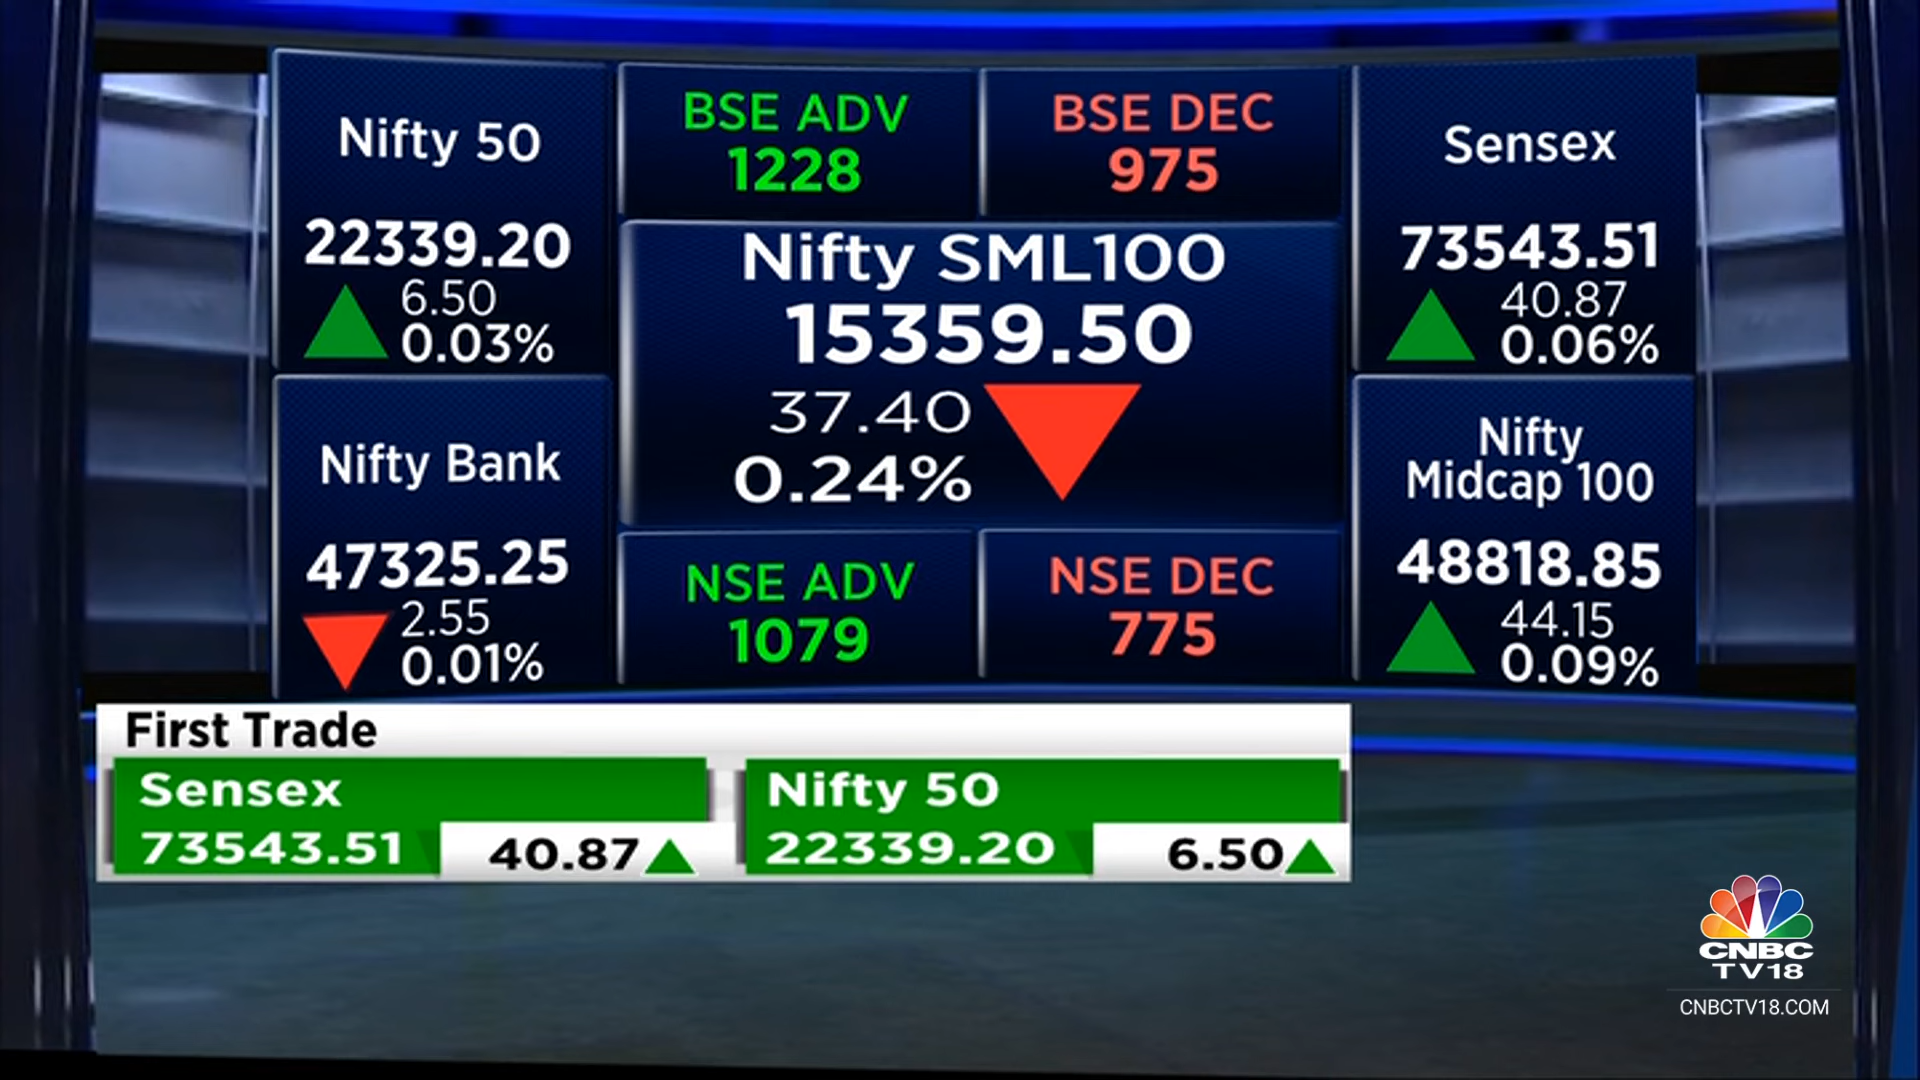 Nifty 50
22339.20
6.50
0.03%
BSE ADV
1228
BSE DEC
975
Sensex
73543.51
40.87
0.06%
Nifty SML100
15359.50
37.40
0.24%
Nifty Bank
47325.25
2.55
0.01%
NSE ADV
1079
NSE DEC
775
Nifty
Midcap 100
48818.85
44.15
0.09%
First Trade
Sensex
73543.51 40.87
Nifty 50
22339.20 6.50
CNBC
TV18
CNBCTV18.COM